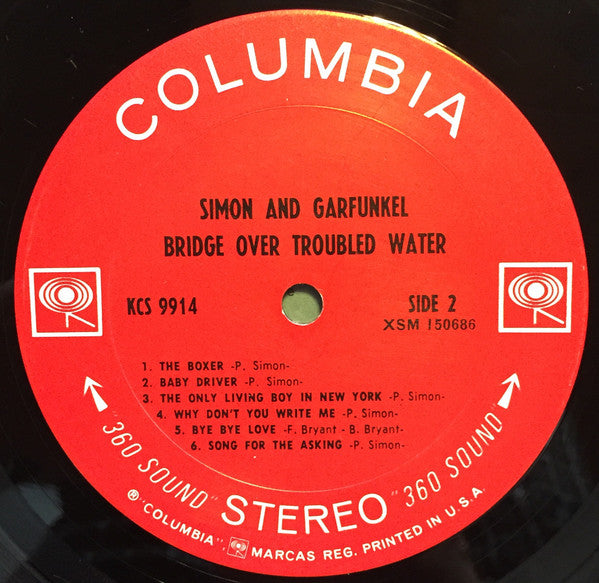 COLUMBIA
SIMON AND GARFUNKEL
BRIDGE OVER TROUBLED WATER
KCS 9914
SIDE 2
XSM 150686
1. THE BOXER -P. Simon-
2. BABY DRIVER -P. Simon-
3. THE ONLY LIVING BOY IN NEW YORK -P. Simon-
4. WHY DON'T YOU WRITE ME -P. Simon-
5. BYE BYE LOVE -F. Bryant - B. Bryant-
6. SONG FOR THE ASKING -P. Simon-
"360 SOUND" STEREO "360 SOUND"
® "COLUMBIA", MARCAS REG. PRINTED IN U.S.A.